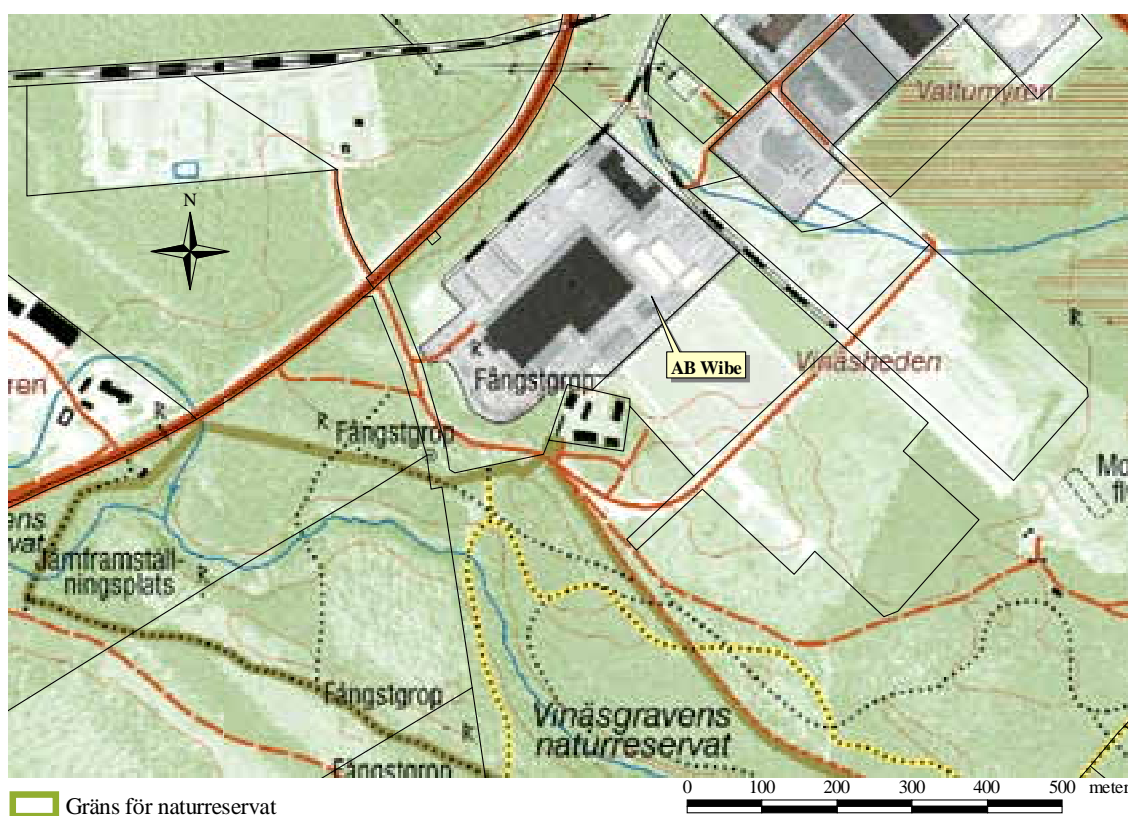 Vattumyren
N
AB Wibe
Vinäsheden
Fångstgrop
R
R
R
ren
R
Fångstgrop
Mo
fl
ens
rvat
Järnframställ-
ningsplats
R
Fångstgrop
R
Vinäsgravens
naturreservat
Fångstgrop
Gräns för naturreservat
0 100 200 300 400 500 meter